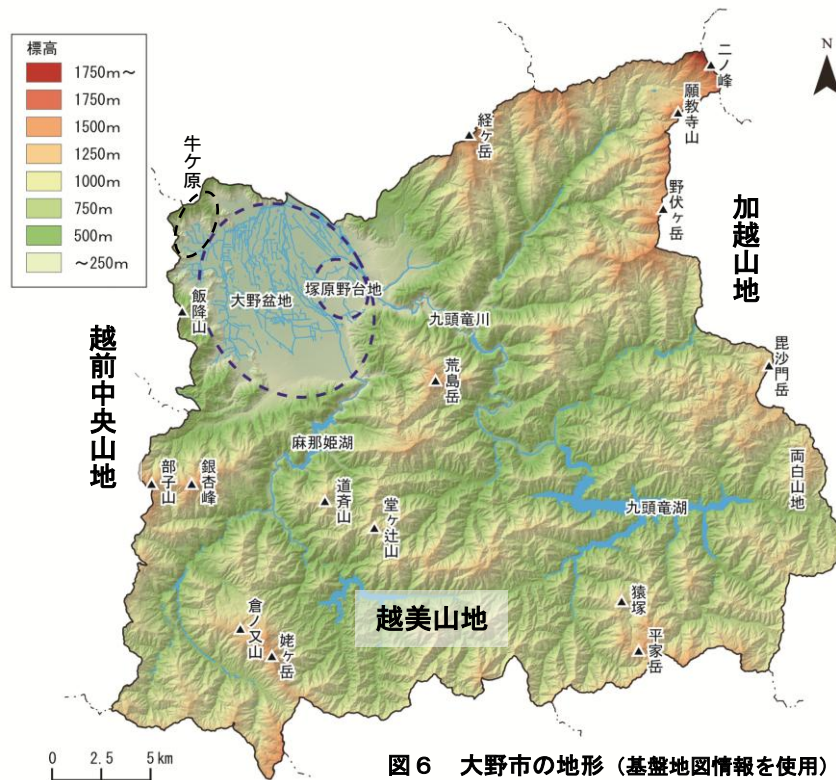 標高
1750m~
1750m
1500m
1250m
1000m
750m
500m
~250m
N
二ノ峰
願教寺山
経ヶ岳
牛ケ原
野伏ヶ岳
加越山地
大野盆地
塚原野台地
飯降山
九頭竜川
越前中央山地
荒島岳
毘沙門岳
麻那姫湖
部子山
銀杏峰
道斉山
堂ヶ辻山
九頭竜湖
両白山地
越美山地
猿塚
倉ノ又山
姥ヶ岳
平家岳
0 2.5 5km
図6 大野市の地形(基盤地図情報を使用)